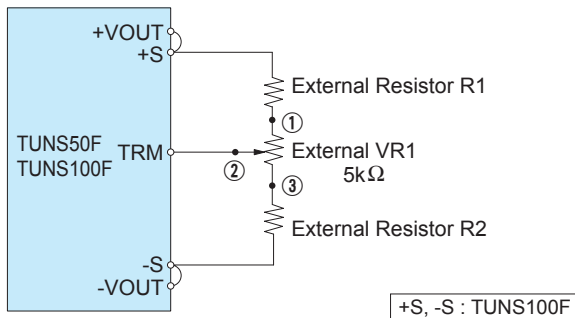 +VOUT
+S
External Resistor R1
①
TUNS50F
TUNS100F
TRM
②
External VR1
5kΩ
③
External Resistor R2
-S
-VOUT
+S, -S : TUNS100F